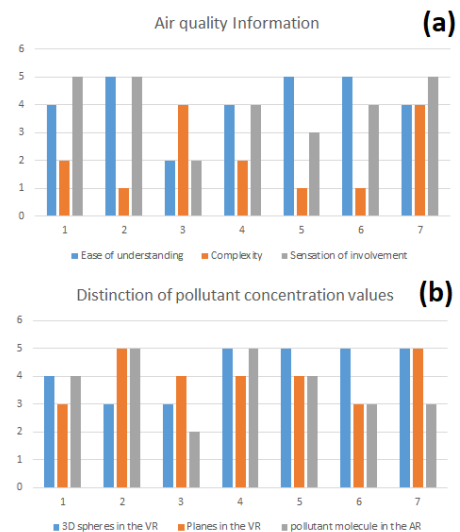 Air quality Information
(a)
6
5
4
3
2
1
0
1 2 3 4 5 6 7
Ease of understanding Complexity Sensation of involvement
Distinction of pollutant concentration values
(b)
6
5
4
3
2
1
0
1 2 3 4 5 6 7
3D spheres in the VR Planes in the VR pollutant molecule in the AR